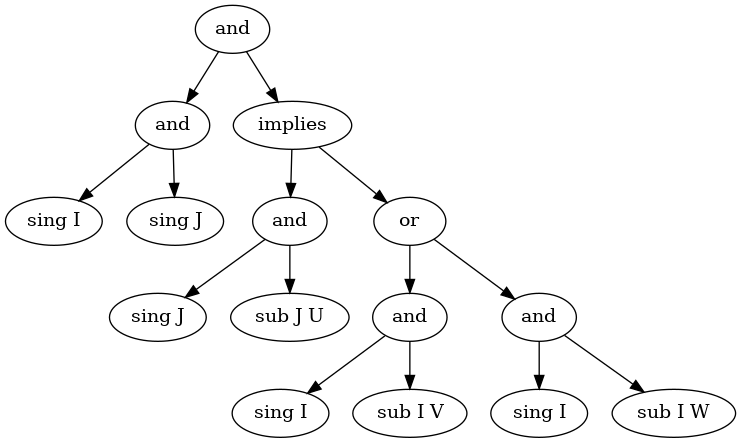 and
and implies
sing I sing J and or
sing J sub J U and and
sing I sub I V sing I sub I W